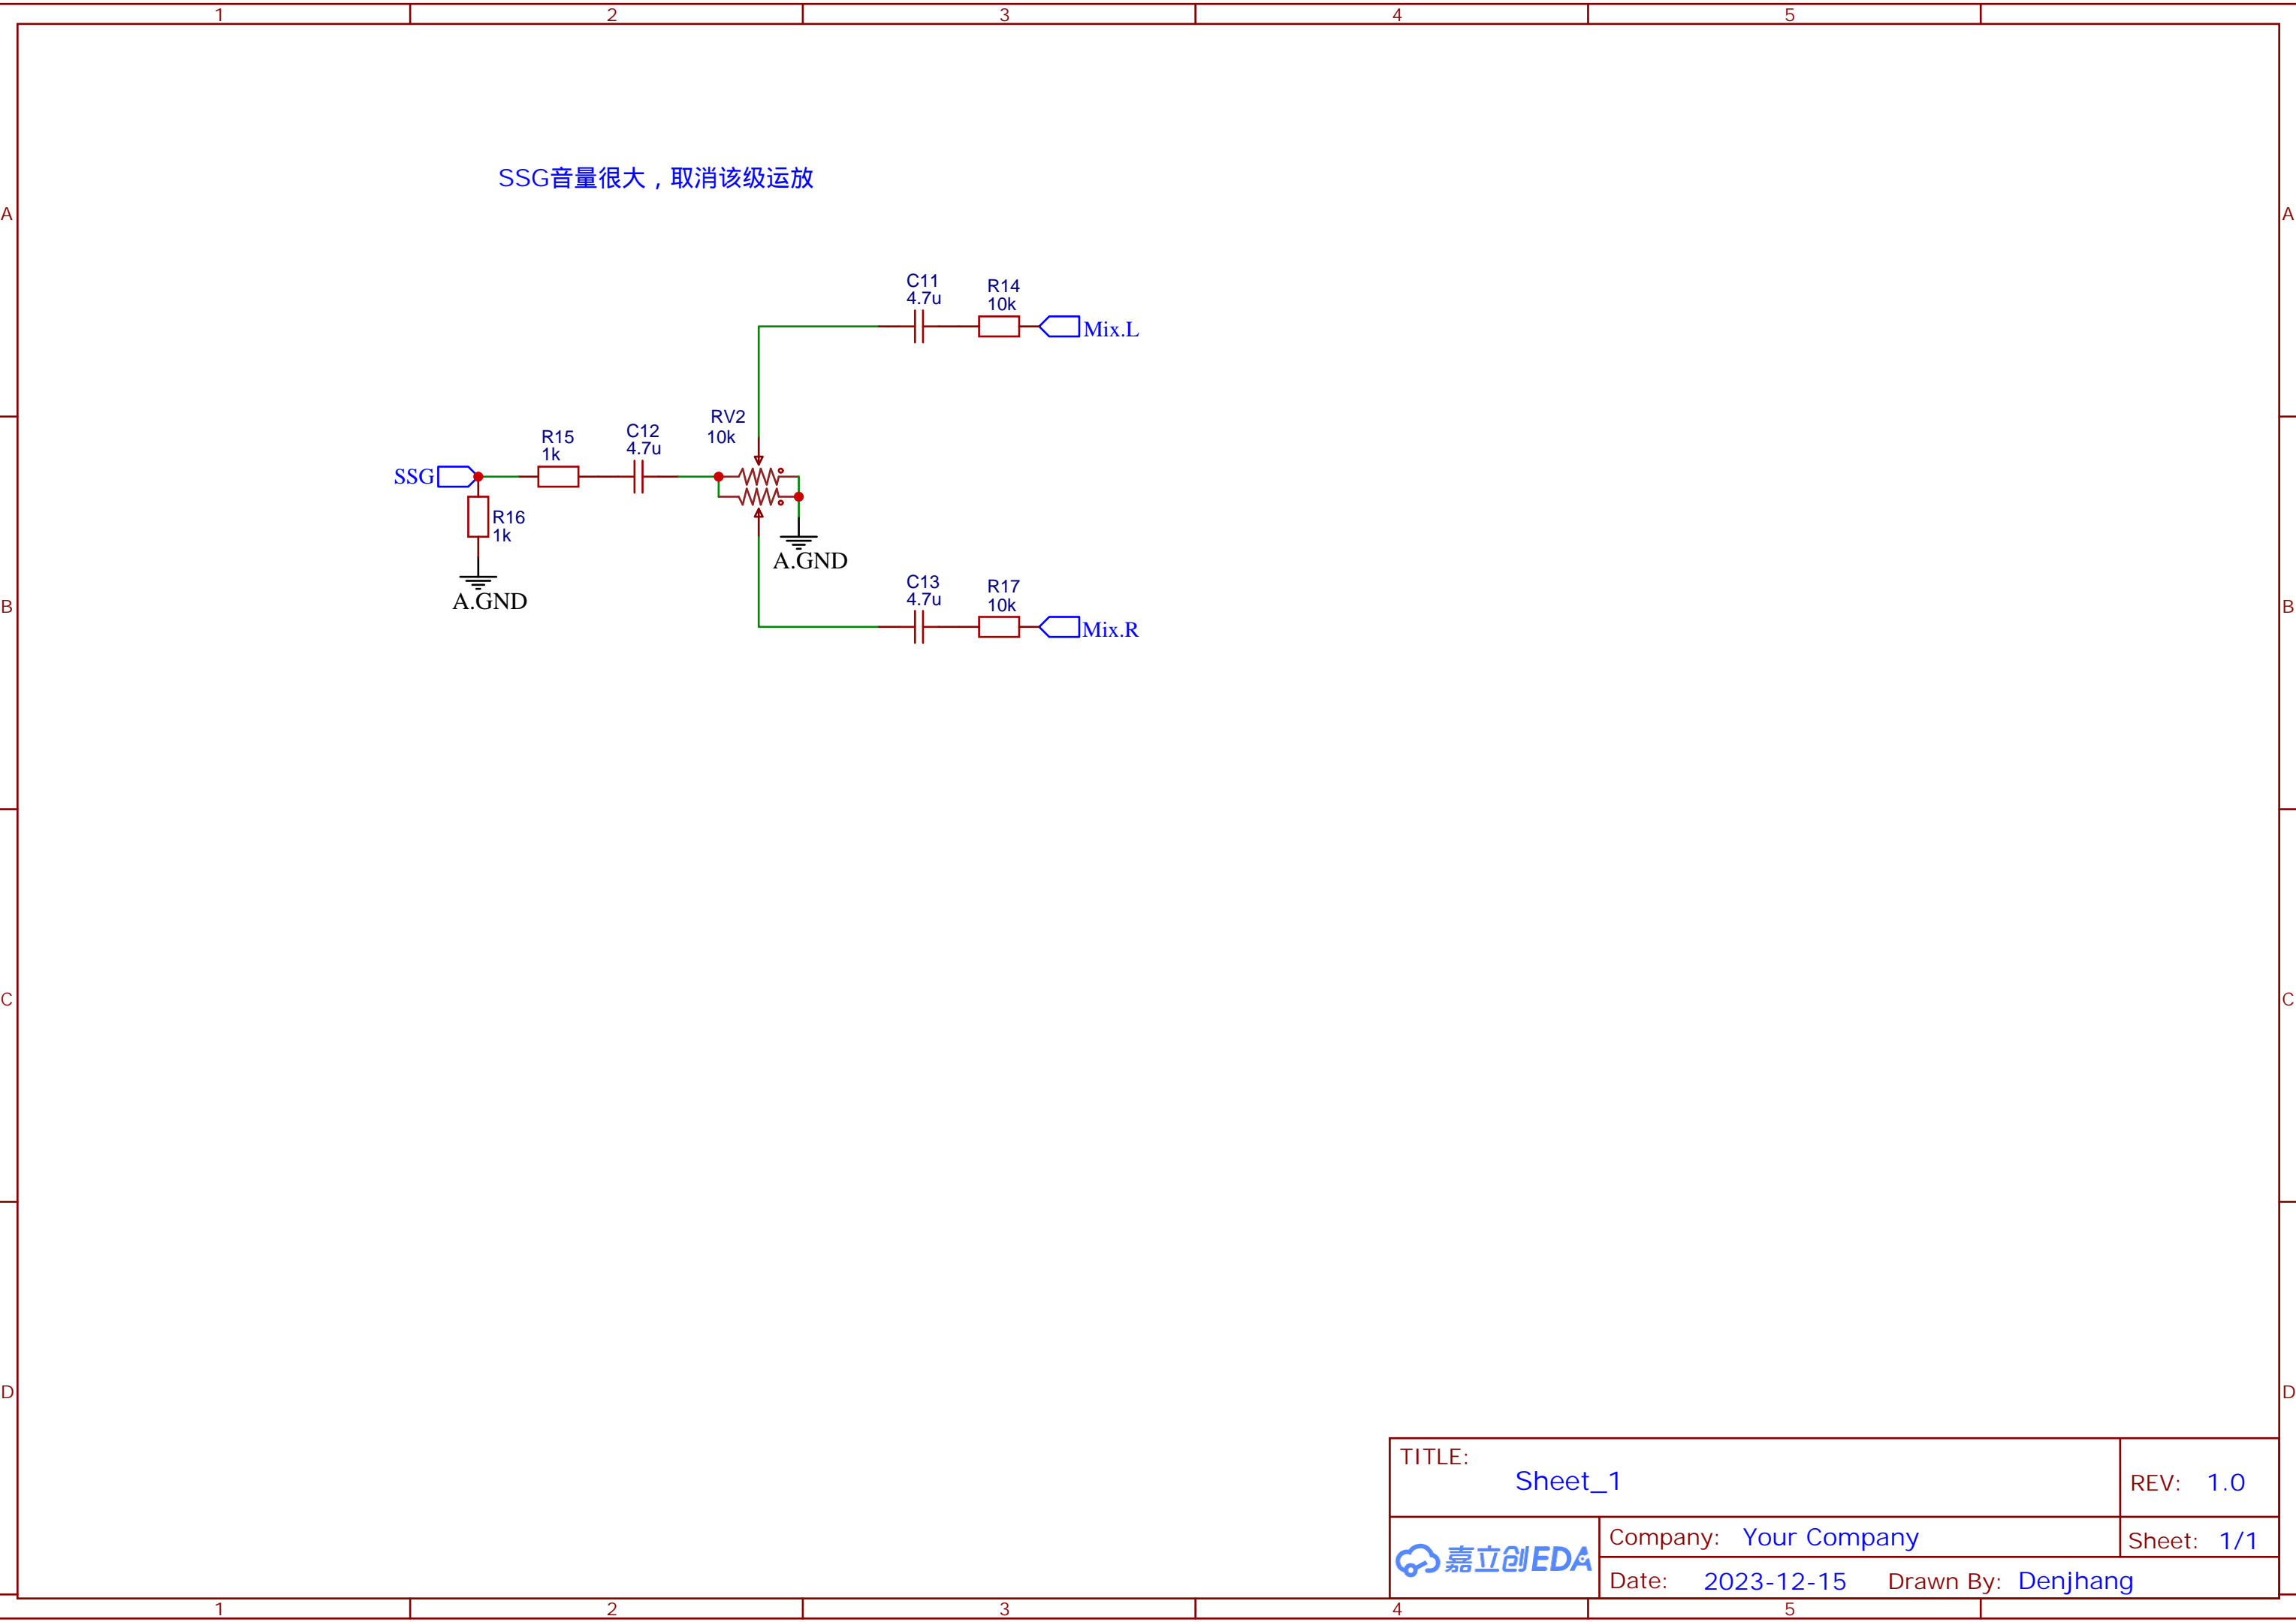 1 2 3 4 5
A A
SSG音量很大，取消该级运放
C11
4.7u
R14
10k
Mix.L
RV2
10k
R15
1k
C12
4.7u
SSG
R16
1k
A.GND
A.GND
C13
4.7u
R17
10k
Mix.R
B B
C C
D D
TITLE:
Sheet_1
REV: 1.0
嘉立创EDA
Company: Your Company
Sheet: 1/1
Date: 2023-12-15 Drawn By: Denjhang
1 2 3 4 5